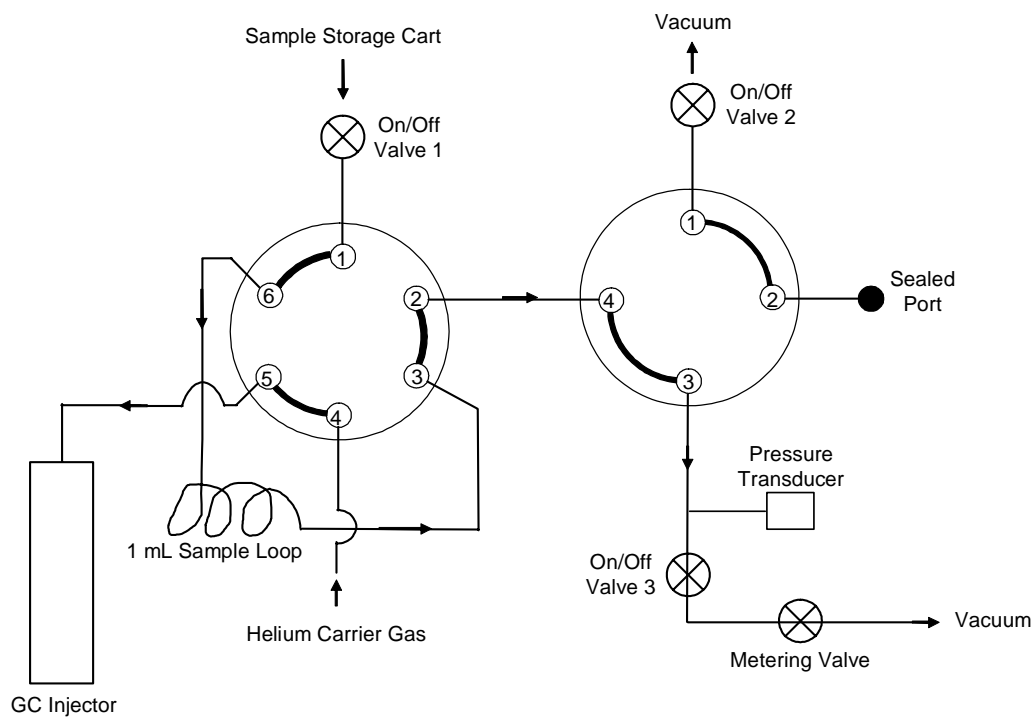 Sample Storage Cart
On/Off
Valve 1
Vacuum
On/Off
Valve 2
1
6
2
3
5
4
1
2
4
3
Sealed
Port
Pressure
Transducer
On/Off
Valve 3
1 mL Sample Loop
Helium Carrier Gas
Vacuum
Metering Valve
GC Injector